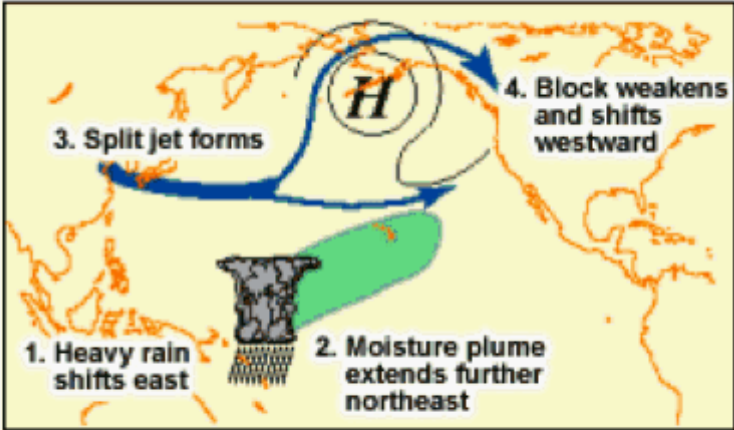 H
3. Split jet forms
4. Block weakens
and shifts
westward
1. Heavy rain
shifts east
2. Moisture plume
extends further
northeast